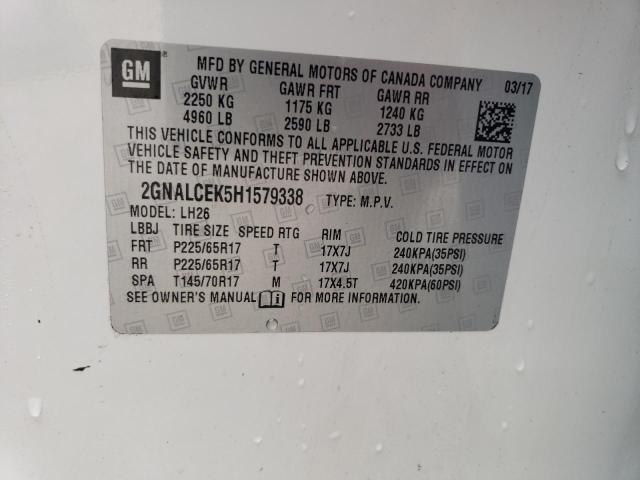 GM
MFD BY GENERAL MOTORS OF CANADA COMPANY 03/17
GVWR GAWR FRT GAWR RR
2250 KG 1175 KG 1240 KG
4960 LB 2590 LB 2733 LB
THIS VEHICLE CONFORMS TO ALL APPLICABLE U.S. FEDERAL MOTOR
VEHICLE SAFETY AND THEFT PREVENTION STANDARDS IN EFFECT ON
THE DATE OF MANUFACTURE SHOWN ABOVE.
2GNALCEK5H1579338 TYPE: M.P.V.
MODEL: LH26
LBBJ TIRE SIZE SPEED RTG RIM COLD TIRE PRESSURE
FRT P225/65R17 T 17X7J 240KPA(35PSI)
RR P225/65R17 T 17X7J 240KPA(35PSI)
SPA T145/70R17 M 17X4.5T 420KPA(60PSI)
SEE OWNER'S MANUAL FOR MORE INFORMATION.